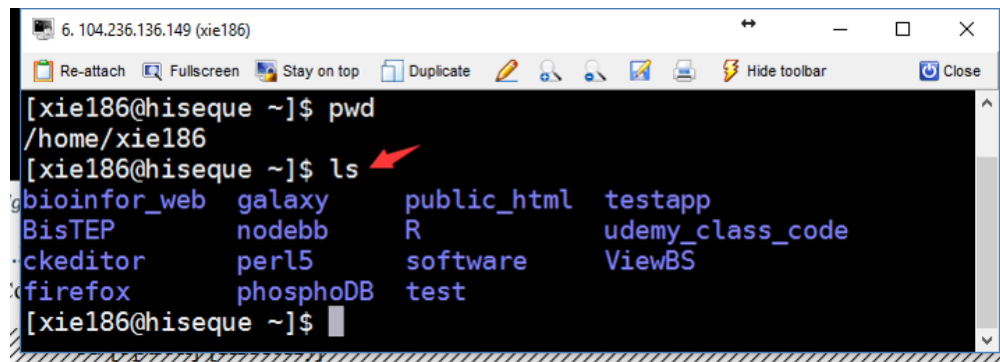 6. 104.236.136.149 (xie186)
Re-attach Fullscreen Stay on top Duplicate Hide toolbar Close
[xie186@hiseque ~]$ pwd
/home/xie186
[xie186@hiseque ~]$ ls
bioinfor_web galaxy public_html testapp
BisTEP nodebb R udemy_class_code
ckeditor perl5 software ViewBS
firefox phosphoDB test
[xie186@hiseque ~]$